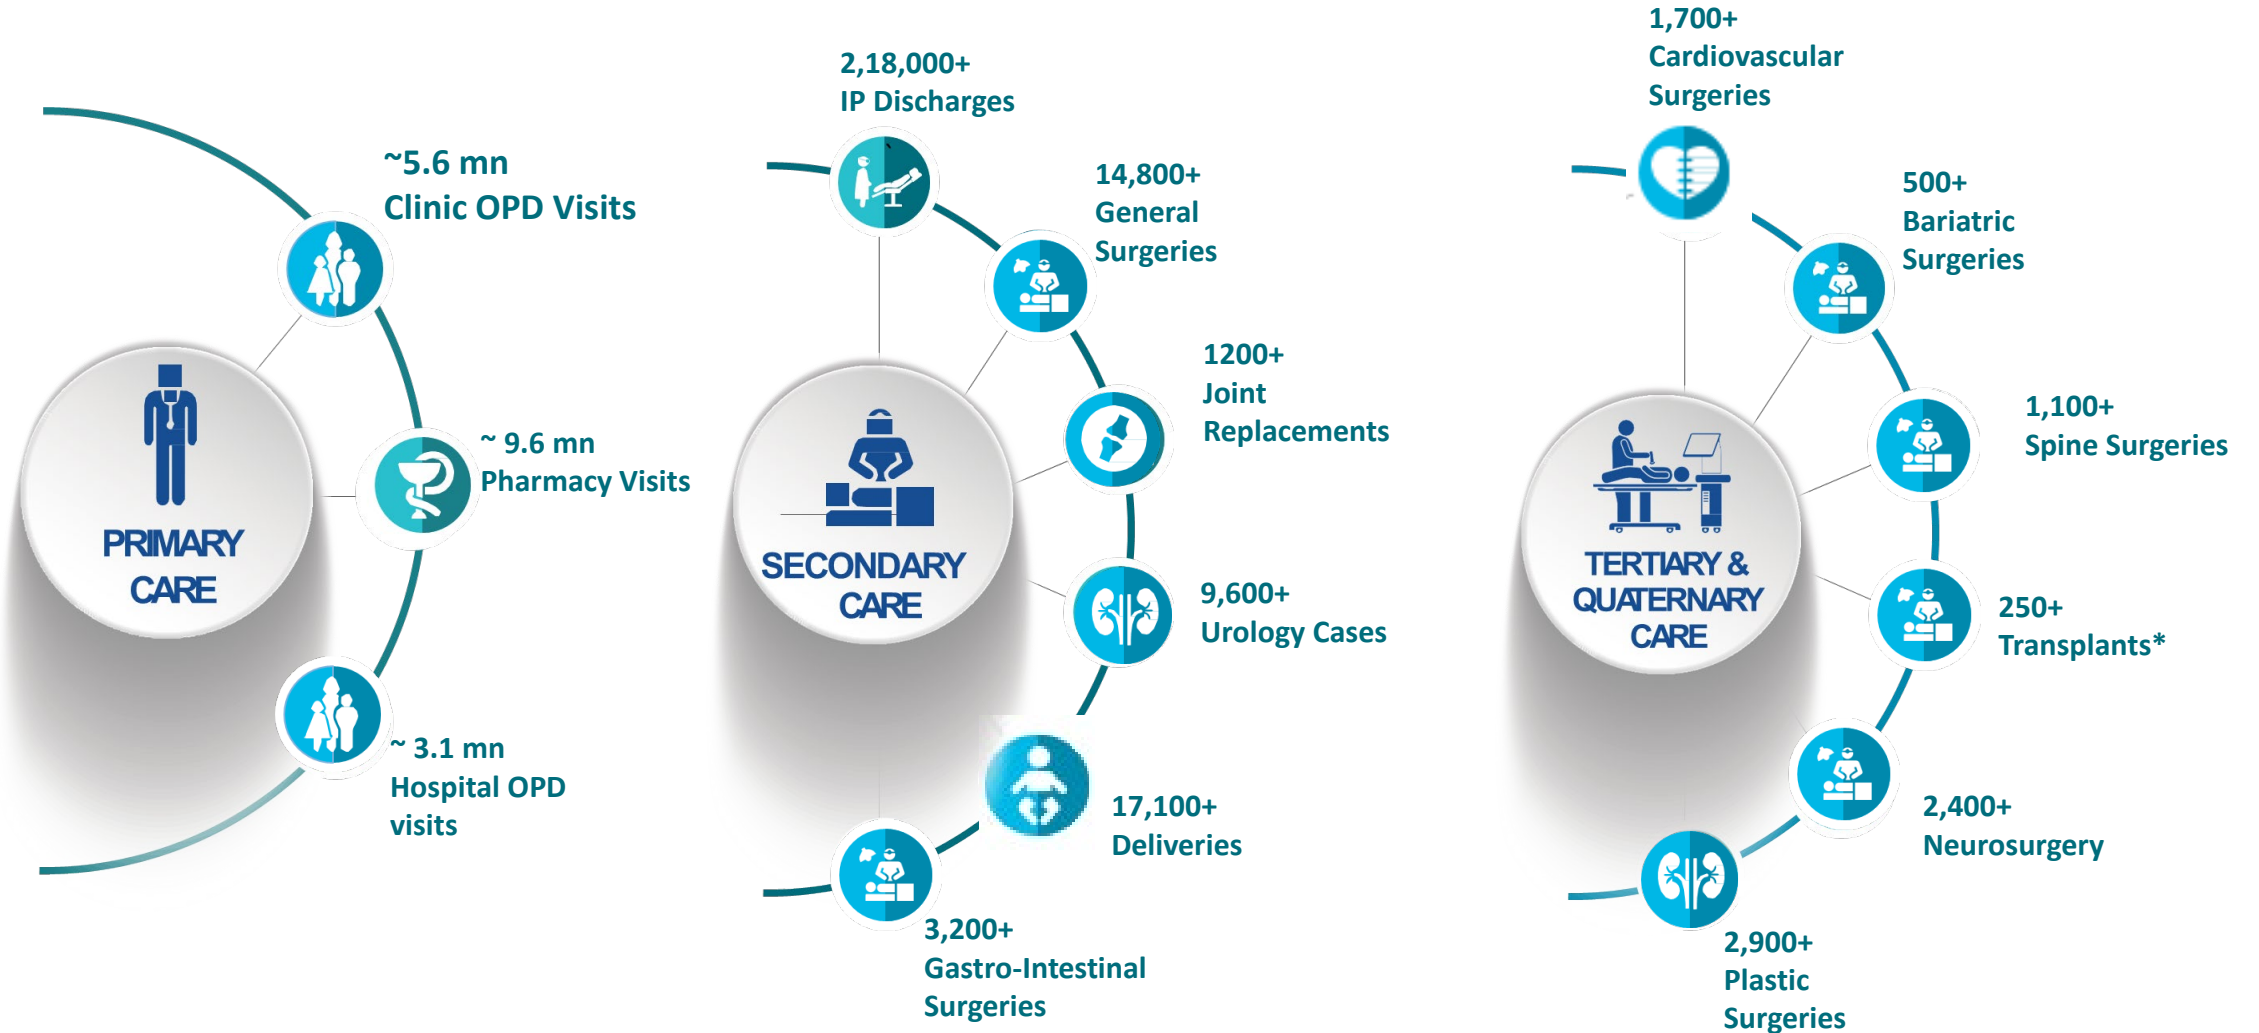 ~5.6 mn
Clinic OPD Visits
~ 9.6 mn
Pharmacy Visits
~ 3.1 mn
Hospital OPD
visits
PRIMARY
CARE
2,18,000+
IP Discharges
14,800+
General
Surgeries
1200+
Joint
Replacements
9,600+
Urology Cases
17,100+
Deliveries
3,200+
Gastro-Intestinal
Surgeries
SECONDARY
CARE
1,700+
Cardiovascular
Surgeries
500+
Bariatric
Surgeries
1,100+
Spine Surgeries
250+
Transplants*
2,400+
Neurosurgery
2,900+
Plastic
Surgeries
TERTIARY &
QUATERNARY
CARE